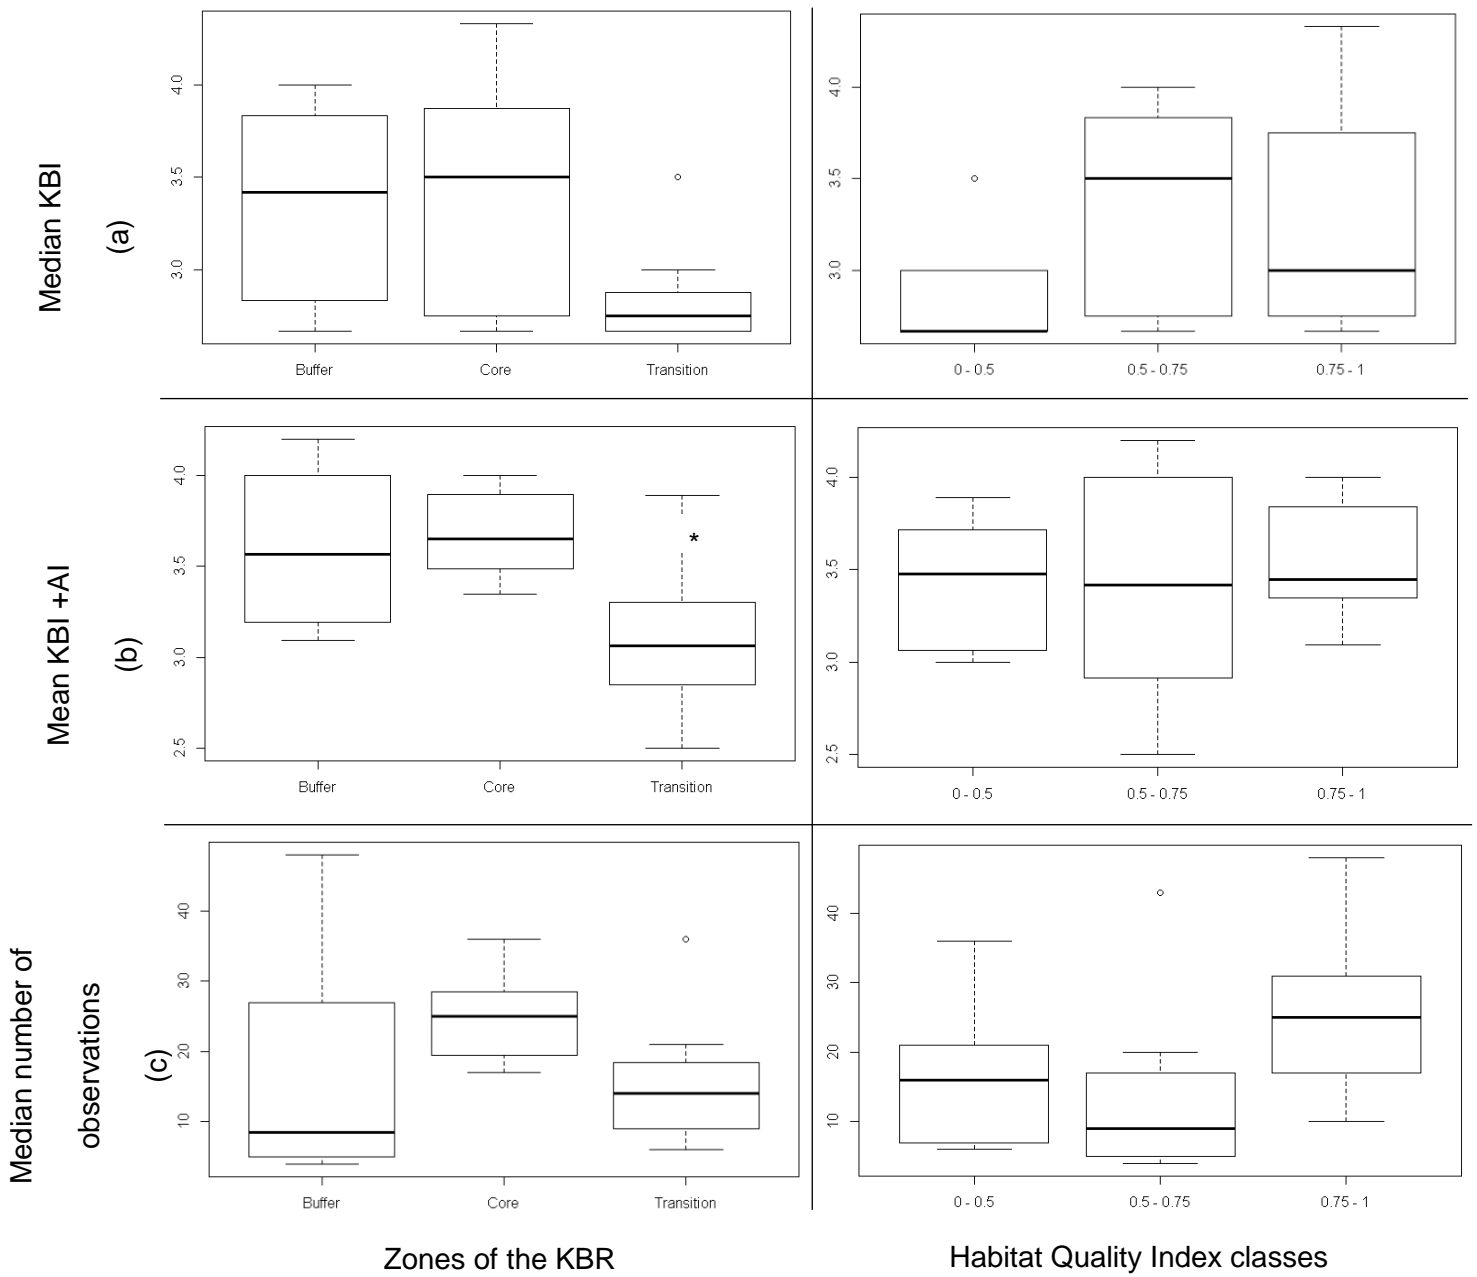 Median KBI
(a)
4.0
3.5
3.0
Buffer
Core
Transition
4.0
3.5
3.0
0 - 0.5
0.5 - 0.75
0.75 - 1
Mean KBI +AI
(b)
4.0
3.5
3.0
2.5
*
Buffer
Core
Transition
4.0
3.5
3.0
2.5
0 - 0.5
0.5 - 0.75
0.75 - 1
Median number of
observations
(c)
40
30
20
10
Buffer
Core
Transition
40
30
20
10
0 - 0.5
0.5 - 0.75
0.75 - 1
Zones of the KBR
Habitat Quality Index classes